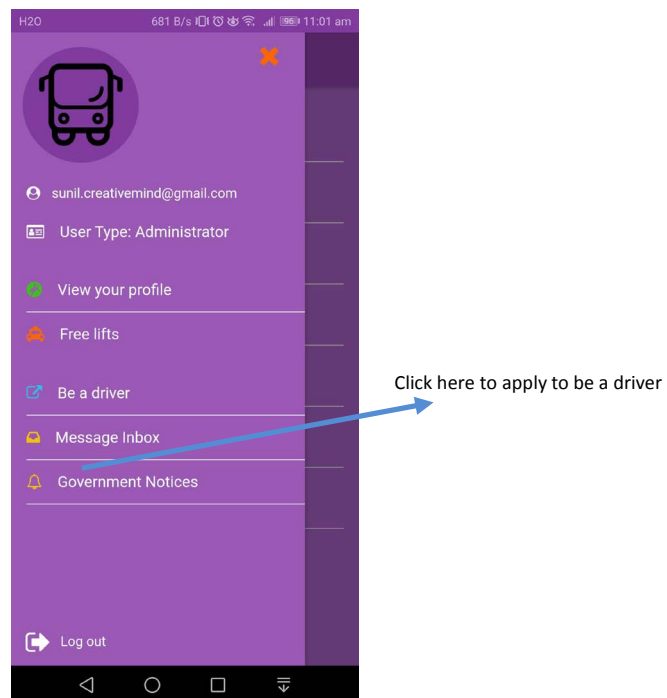 H2O 681 B/s 96 11:01 am
sunil.creativemind@gmail.com
User Type: Administrator
View your profile
Free lifts
Be a driver
Click here to apply to be a driver
Message Inbox
Government Notices
Log out